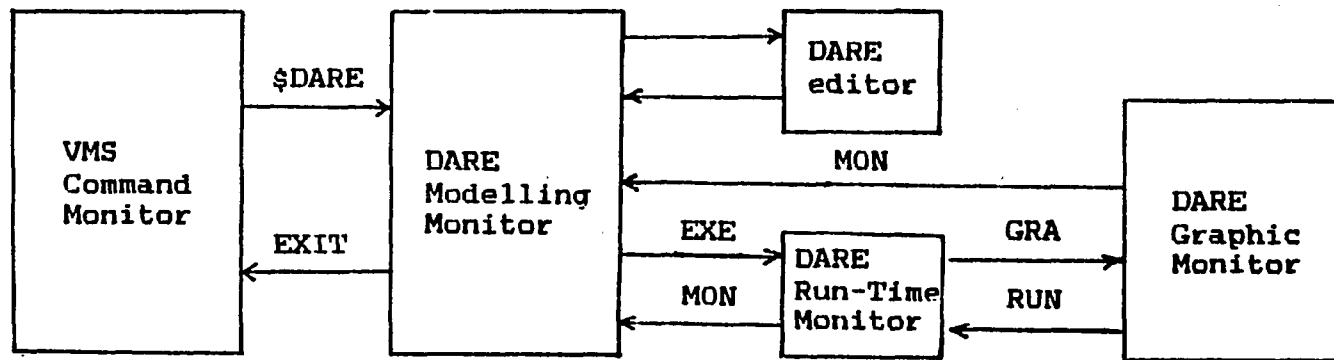 VMS
Command
Monitor
$DARE
EXIT
DARE
Modelling
Monitor
DARE
editor
MON
EXE
MON
DARE
Run-Time
Monitor
GRA
RUN
DARE
Graphic
Monitor